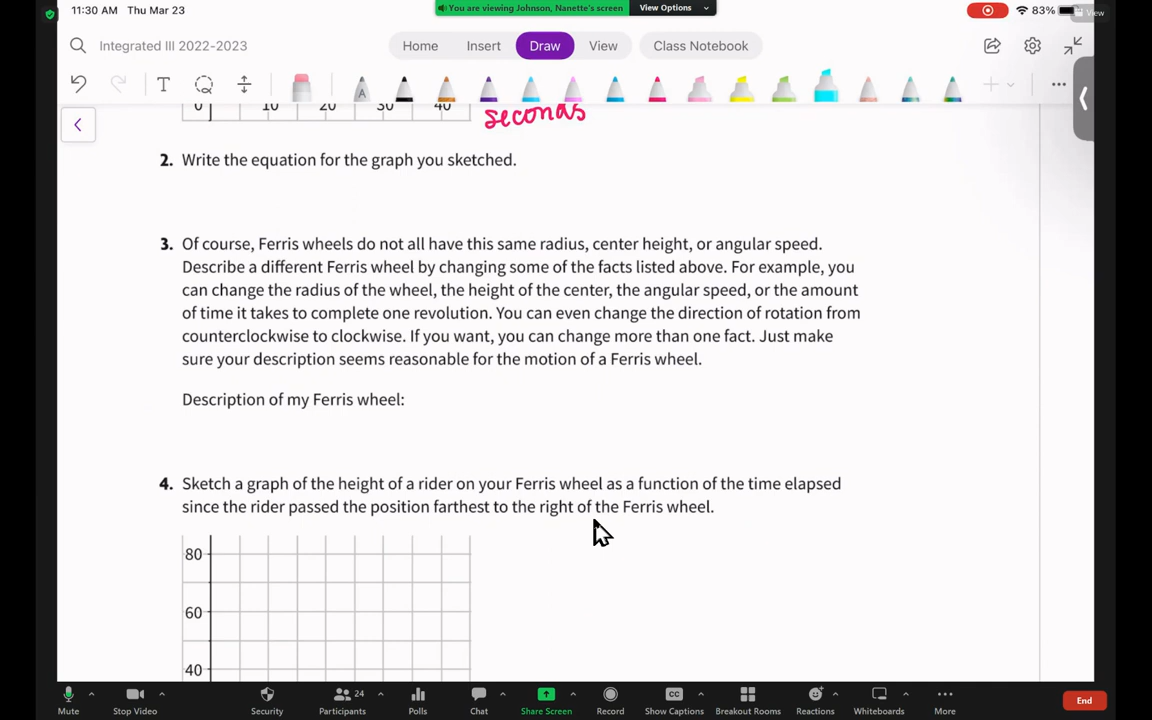 11:30 AM Thu Mar 23
You are viewing Johnson, Nanette's screen
View Options
83%
View
Integrated III 2022-2023
Home
Insert
Draw
View
Class Notebook
0 10 20 30 40
seconds
2. Write the equation for the graph you sketched.
3. Of course, Ferris wheels do not all have this same radius, center height, or angular speed.
Describe a different Ferris wheel by changing some of the facts listed above. For example, you
can change the radius of the wheel, the height of the center, the angular speed, or the amount
of time it takes to complete one revolution. You can even change the direction of rotation from
counterclockwise to clockwise. If you want, you can change more than one fact. Just make
sure your description seems reasonable for the motion of a Ferris wheel.
Description of my Ferris wheel:
4. Sketch a graph of the height of a rider on your Ferris wheel as a function of the time elapsed
since the rider passed the position farthest to the right of the Ferris wheel.
80
60
40
Mute
Stop Video
Security
24
Participants
Polls
Chat
Share Screen
Record
CC
Show Captions
Breakout Rooms
Reactions
Whiteboards
More
End